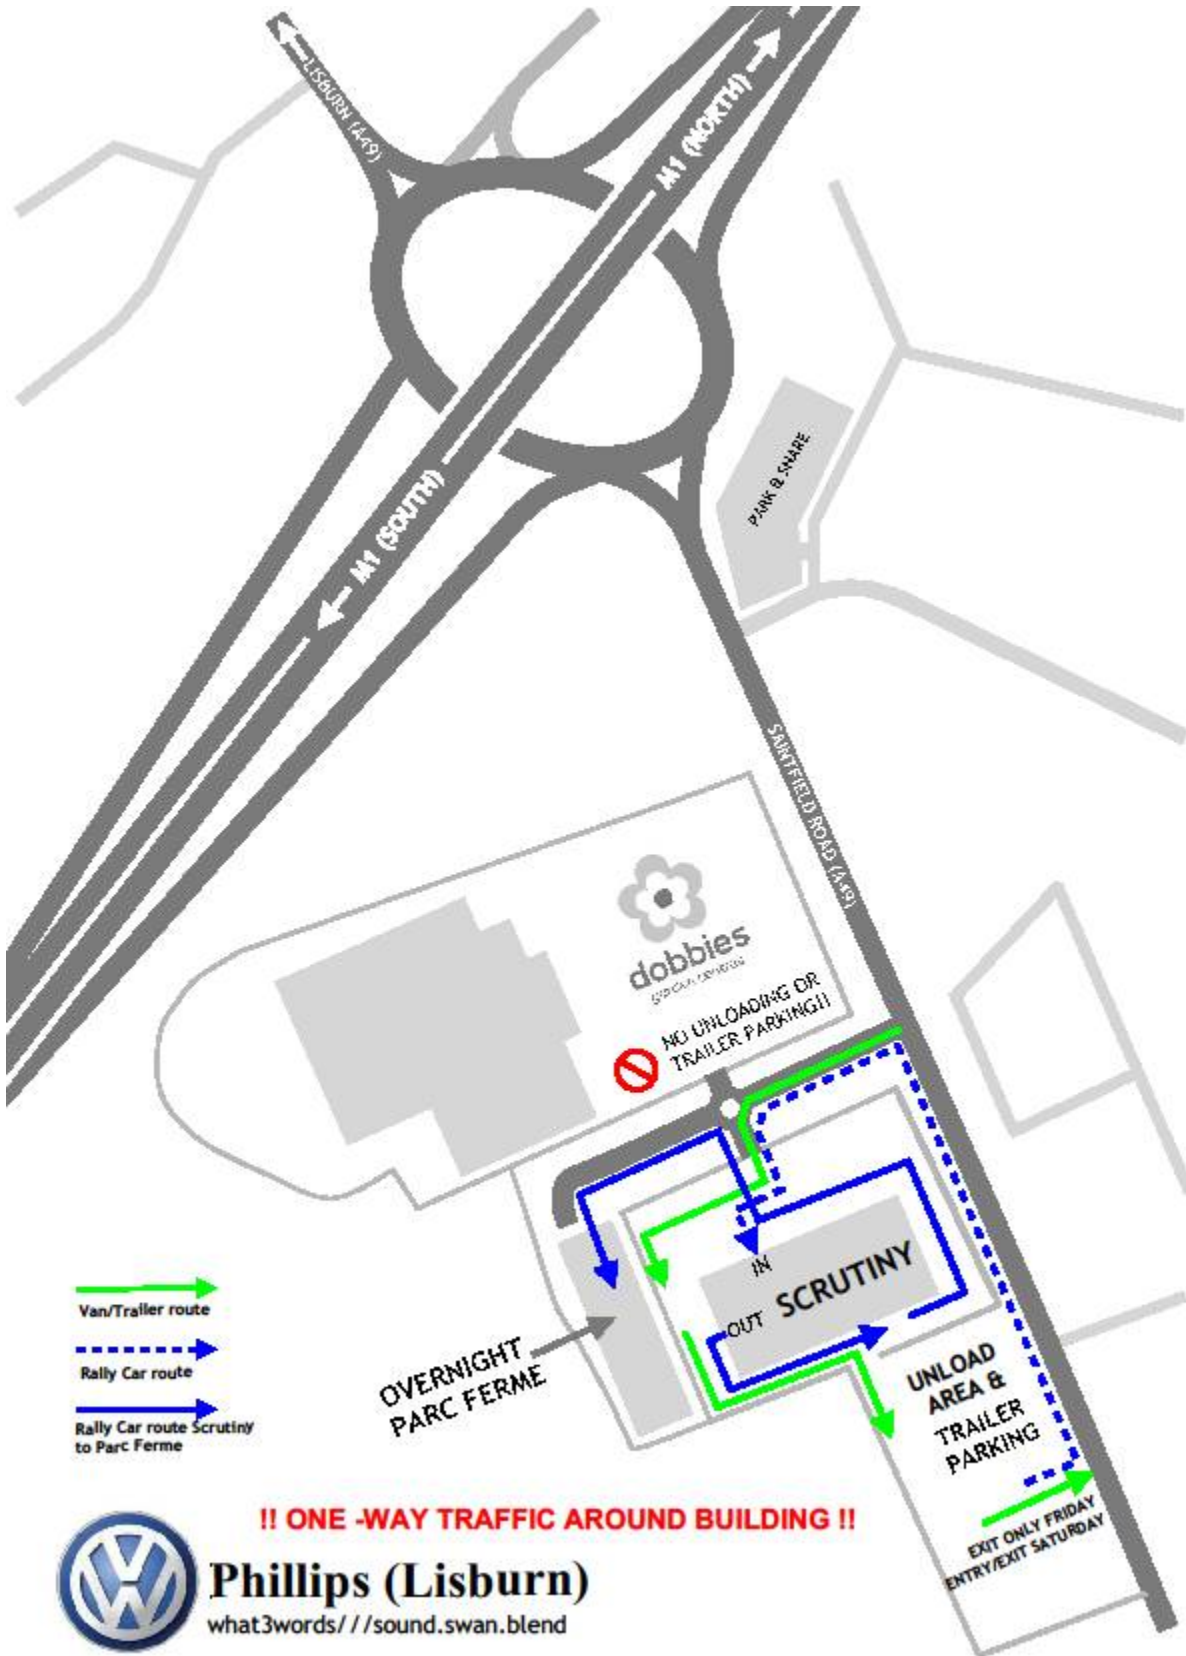 LISBURN (A49)
M1 (NORTH)
PARK & SHARE
M1 (SOUTH)
SAINTFIELD ROAD (A49)
dobbies
GARDEN CENTRES
NO UNLOADING OR
TRAILER PARKING!!
IN
SCRUTINY
OUT
Van/Trailer route
Rally Car route
Rally Car route Scrutiny
to Parc Ferme
OVERNIGHT
PARC FERME
UNLOAD
AREA &
TRAILER
PARKING
EXIT ONLY FRIDAY
ENTRY/EXIT SATURDAY
!! ONE -WAY TRAFFIC AROUND BUILDING !!
VW
Phillips (Lisburn)
what3words///sound.swan.blend